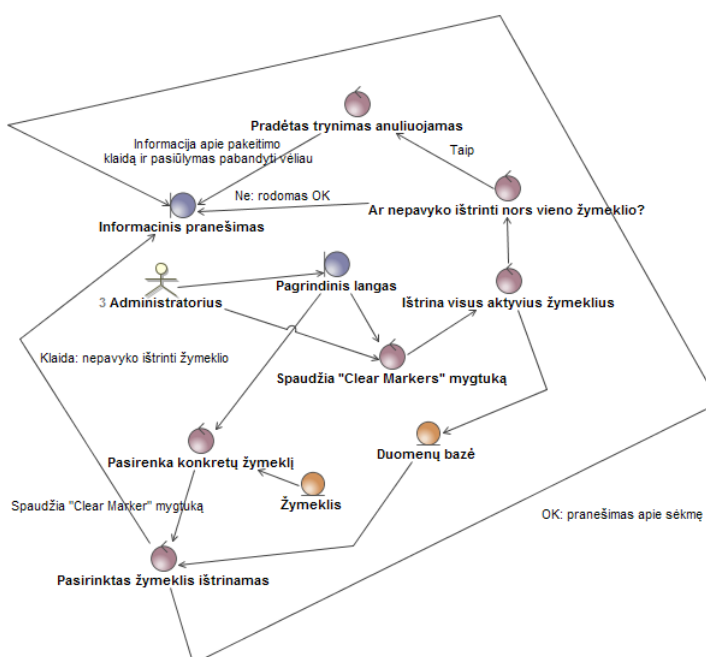 Pradėtas trynimas anuliuojamas
Informacija apie pakeitimo
klaidą ir pasiūlymas pabandyti vėliau
Taip
Ne: rodomas OK
Ar nepavyko ištrinti nors vieno žymeklio?
Informacinis pranešimas
Pagrindinis langas
3 Administratorius
Ištrina visus aktyvius žymeklius
Klaida: nepavyko ištrinti žymeklio
Spaudžia "Clear Markers" mygtuką
Pasirenka konkretų žymeklį
Duomenų bazė
Spaudžia "Clear Marker" mygtuką
Žymeklis
OK: pranešimas apie sėkmę
Pasirinktas žymeklis ištrinamas